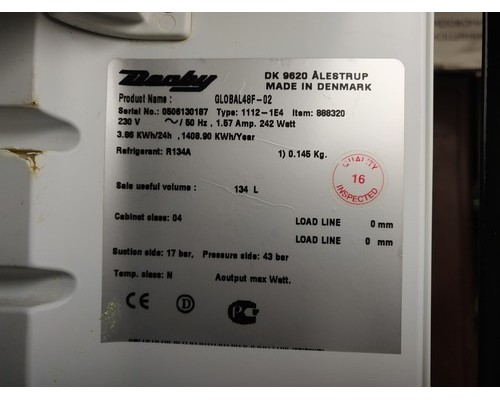 Derby
DK 9620 ÅLESTRUP
MADE IN DENMARK
Product Name : GLOBAL48F-02
Serial No.: 0506130187 Type: 1112-1E4 Item: 868320
230 V ~/ 50 Hz , 1.57 Amp. 242 Watt
3.86 KWh/24h , 1408.90 KWh/Year
Refrigerant: R134A 1) 0.145 Kg.
QUALITY
16
INSPECTED
Sale useful volume : 134 L
Cabinet class: 04 LOAD LINE 0 mm
LOAD LINE 0 mm
Suction side: 17 bar, Pressure side: 43 bar
Temp. class: N Aoutput max Watt.
CE D